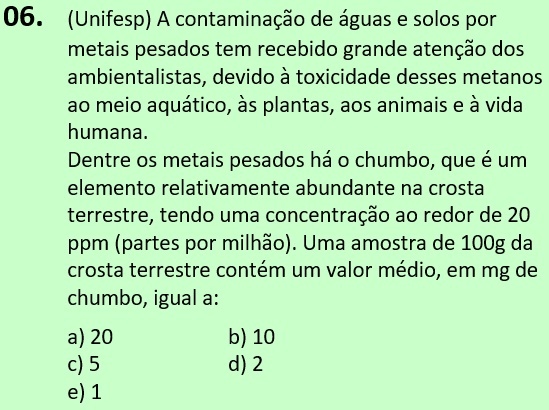 06. (Unifesp) A contaminação de águas e solos por
metais pesados tem recebido grande atenção dos
ambientalistas, devido à toxicidade desses metanos
ao meio aquático, às plantas, aos animais e à vida
humana.
Dentre os metais pesados há o chumbo, que é um
elemento relativamente abundante na crosta
terrestre, tendo uma concentração ao redor de 20
ppm (partes por milhão). Uma amostra de 100g da
crosta terrestre contém um valor médio, em mg de
chumbo, igual a:
a) 20 b) 10
c) 5 d) 2
e) 1